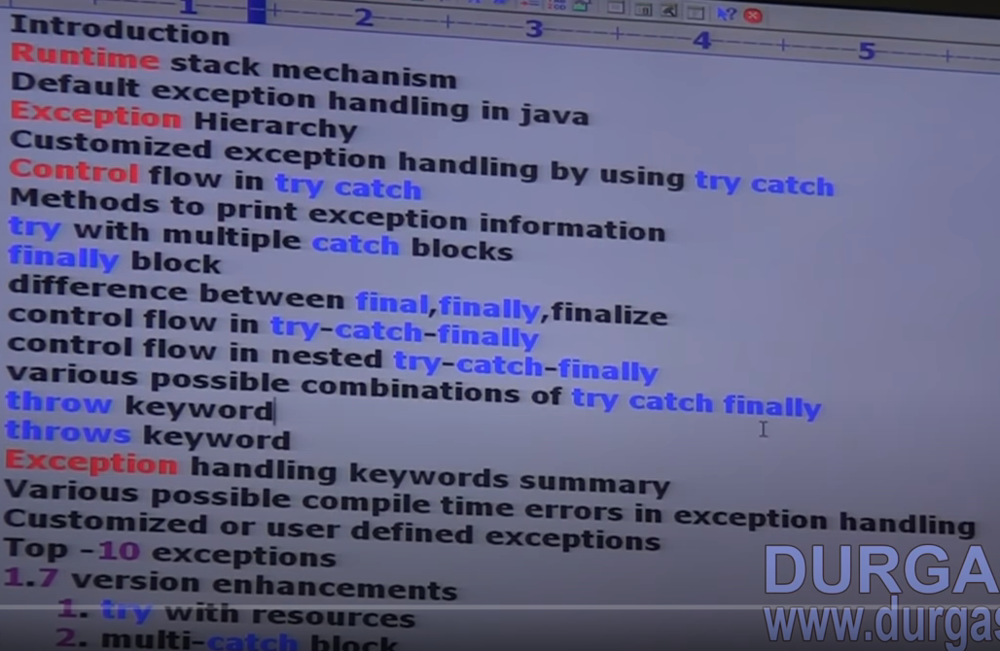 1 2 3 4 5
Introduction
Runtime stack mechanism
Default exception handling in java
Exception Hierarchy
Customized exception handling by using try catch
Control flow in try catch
Methods to print exception information
try with multiple catch blocks
finally block
difference between final,finally,finalize
control flow in try-catch-finally
control flow in nested try-catch-finally
various possible combinations of try catch finally
throw keyword
throws keyword
Exception handling keywords summary
Various possible compile time errors in exception handling
Customized or user defined exceptions
Top -10 exceptions
1.7 version enhancements
1. try with resources
2. multi-catch block
DURGA
www.durgas